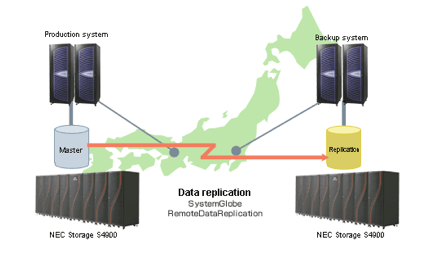 Production system
Backup system
Master
Replication
Data replication
SystemGlobe
RemoteDataReplication
NEC Storage S4900
NEC Storage S4900